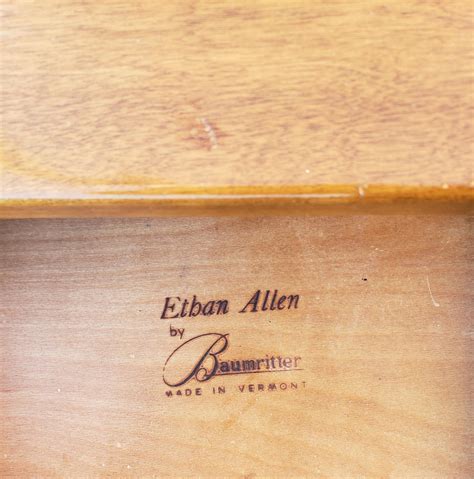 Ethan Allen
by
Baumritter
MADE IN VERMONT